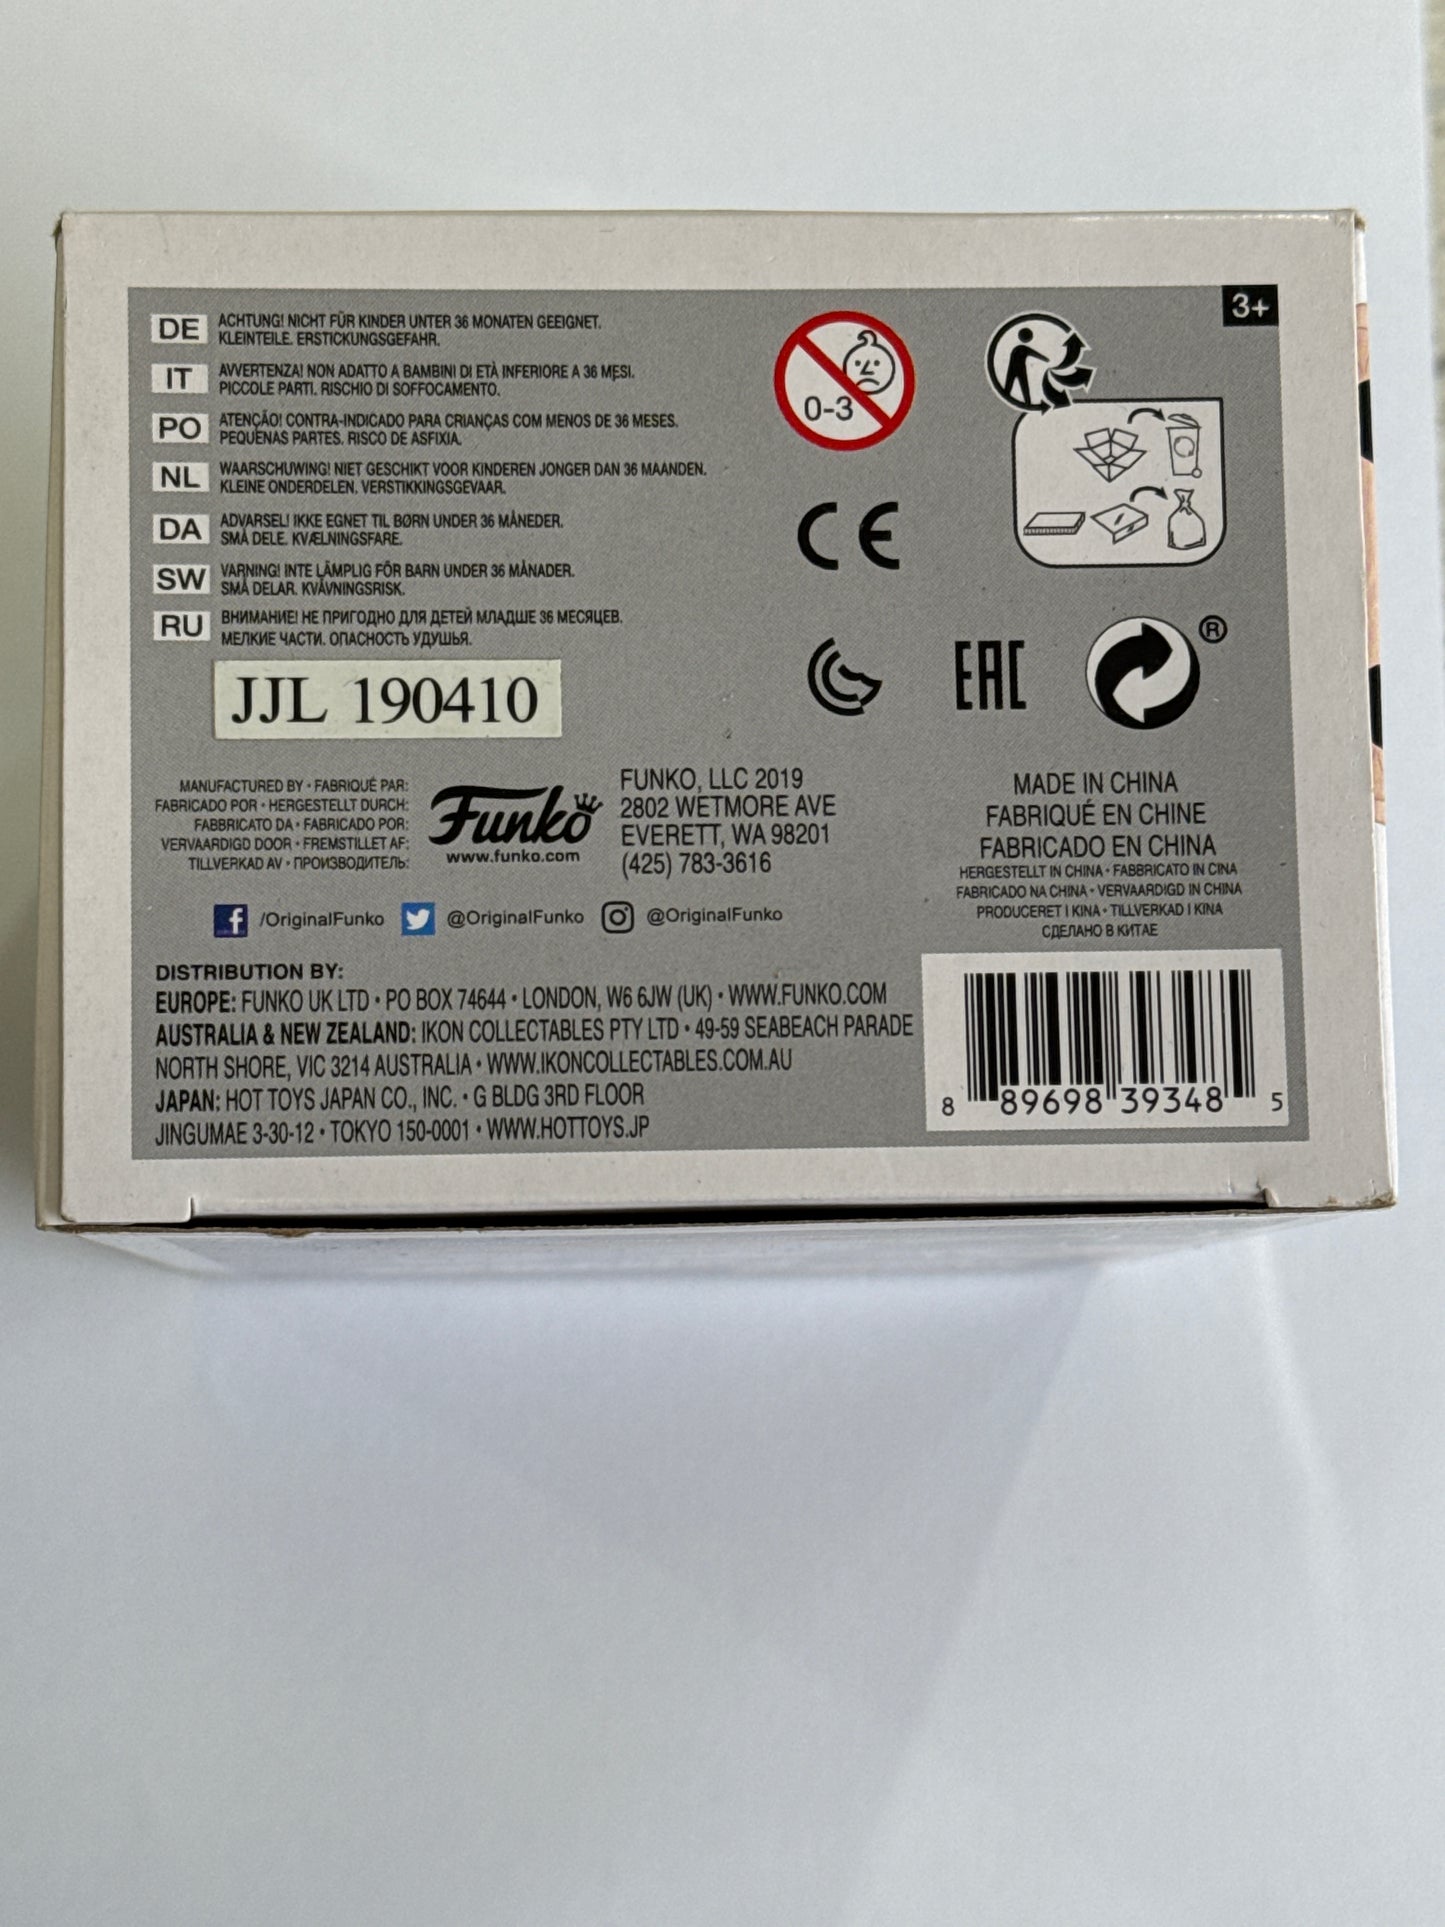 3+
DE ACHTUNG! NICHT FÜR KINDER UNTER 36 MONATEN GEEIGNET.
KLEINTEILE. ERSTICKUNGSGEFAHR.
IT AVVERTENZA! NON ADATTO A BAMBINI DI ETÀ INFERIORE A 36 MESI.
PICCOLE PARTI. RISCHIO DI SOFFOCAMENTO.
PO ATENÇÃO! CONTRA-INDICADO PARA CRIANÇAS COM MENOS DE 36 MESES.
PEQUENAS PARTES. RISCO DE ASFIXIA.
NL WAARSCHUWING! NIET GESCHIKT VOOR KINDEREN JONGER DAN 36 MAANDEN.
KLEINE ONDERDELEN. VERSTIKKINGSGEVAAR.
DA ADVARSEL! IKKE EGNET TIL BØRN UNDER 36 MÅNEDER.
SMÅ DELE. KVÆLNINGSFARE.
SW VARNING! INTE LÄMPLIG FÖR BARN UNDER 36 MÅNADER.
SMÅ DELAR. KVÄVNINGSRISK.
RU ВНИМАНИЕ! НЕ ПРИГОДНО ДЛЯ ДЕТЕЙ МЛАДШЕ 36 МЕСЯЦЕВ.
МЕЛКИЕ ЧАСТИ. ОПАСНОСТЬ УДУШЬЯ.
0-3
CE
EAC
®
JJL 190410
MANUFACTURED BY • FABRIQUÉ PAR:
FABRICADO POR • HERGESTELLT DURCH:
FABBRICATO DA • FABRICADO POR:
VERVAARDIGD DOOR • FREMSTILLET AF:
TILLVERKAD AV • ПРОИЗВОДИТЕЛЬ:
Funko
www.funko.com
FUNKO, LLC 2019
2802 WETMORE AVE
EVERETT, WA 98201
(425) 783-3616
MADE IN CHINA
FABRIQUÉ EN CHINE
FABRICADO EN CHINA
HERGESTELLT IN CHINA • FABBRICATO IN CINA
FABRICADO NA CHINA • VERVAARDIGD IN CHINA
PRODUCERET I KINA • TILLVERKAD I KINA
СДЕЛАНО В КИТАЕ
f /OriginalFunko @OriginalFunko @OriginalFunko
DISTRIBUTION BY:
EUROPE: FUNKO UK LTD • PO BOX 74644 • LONDON, W6 6JW (UK) • WWW.FUNKO.COM
AUSTRALIA & NEW ZEALAND: IKON COLLECTABLES PTY LTD • 49-59 SEABEACH PARADE
NORTH SHORE, VIC 3214 AUSTRALIA • WWW.IKONCOLLECTABLES.COM.AU
JAPAN: HOT TOYS JAPAN CO., INC. • G BLDG 3RD FLOOR
JINGUMAE 3-30-12 • TOKYO 150-0001 • WWW.HOTTOYS.JP
8 89698 39348 5